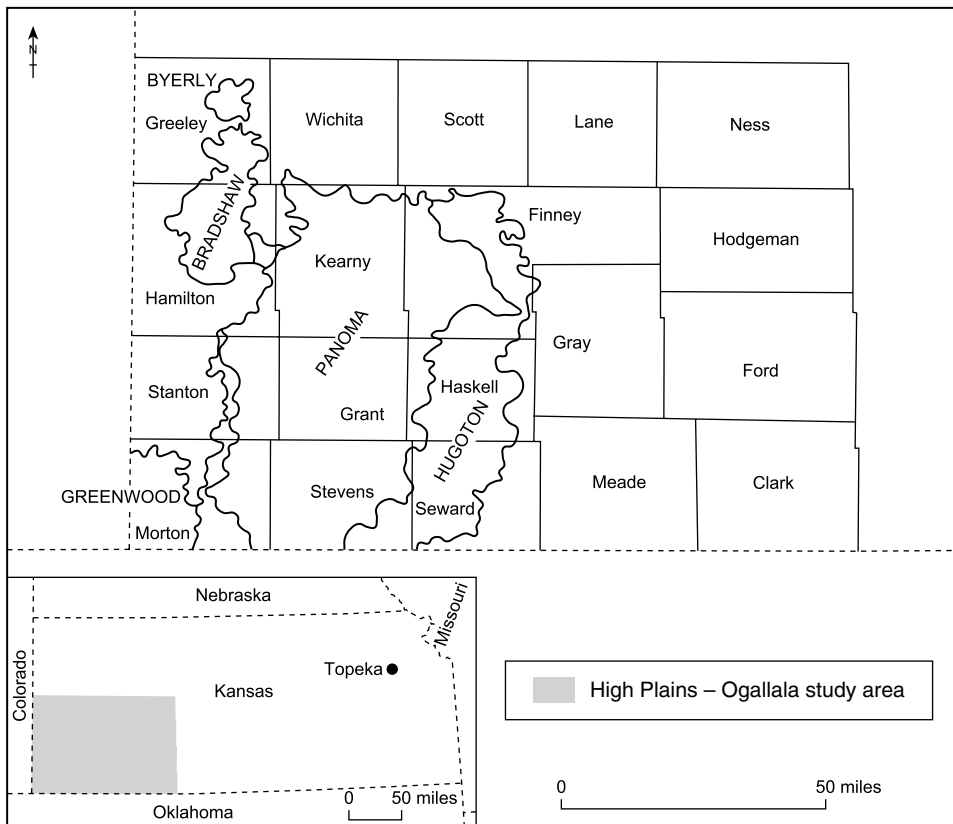 N
BYERLY
Greeley
Wichita
Scott
Lane
Ness
BRADSHAW
Finney
Hodgeman
Kearny
Hamilton
PANOMA
Gray
Ford
Stanton
Haskell
Grant
HUGOTON
GREENWOOD
Stevens
Seward
Meade
Clark
Morton
Nebraska
Missouri
Colorado
Topeka
Kansas
Oklahoma
0 50 miles
High Plains – Ogallala study area
0 50 miles